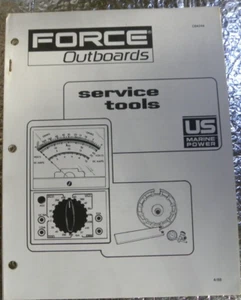 FORCE®
Outboards
service
tools
US
MARINE
POWER